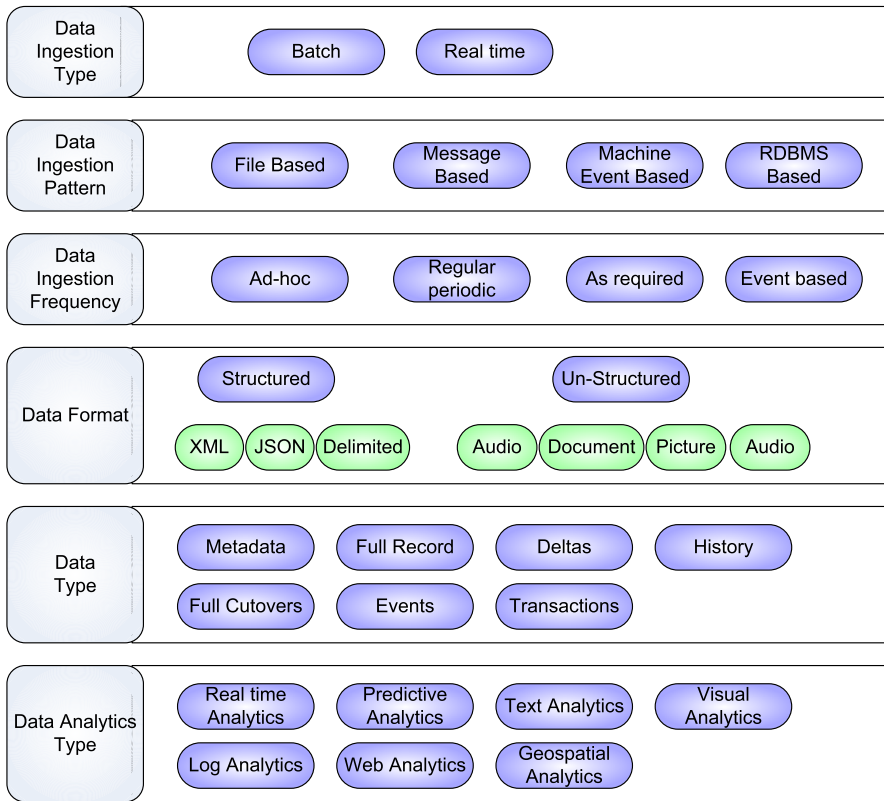 Data
Ingestion
Type
Batch
Real time
Data
Ingestion
Pattern
File Based
Message
Based
Machine
Event Based
RDBMS
Based
Data
Ingestion
Frequency
Ad-hoc
Regular
periodic
As required
Event based
Data Format
Structured
Un-Structured
XML
JSON
Delimited
Audio
Document
Picture
Audio
Data
Type
Metadata
Full Record
Deltas
History
Full Cutovers
Events
Transactions
Data Analytics
Type
Real time
Analytics
Predictive
Analytics
Text Analytics
Visual
Analytics
Log Analytics
Web Analytics
Geospatial
Analytics